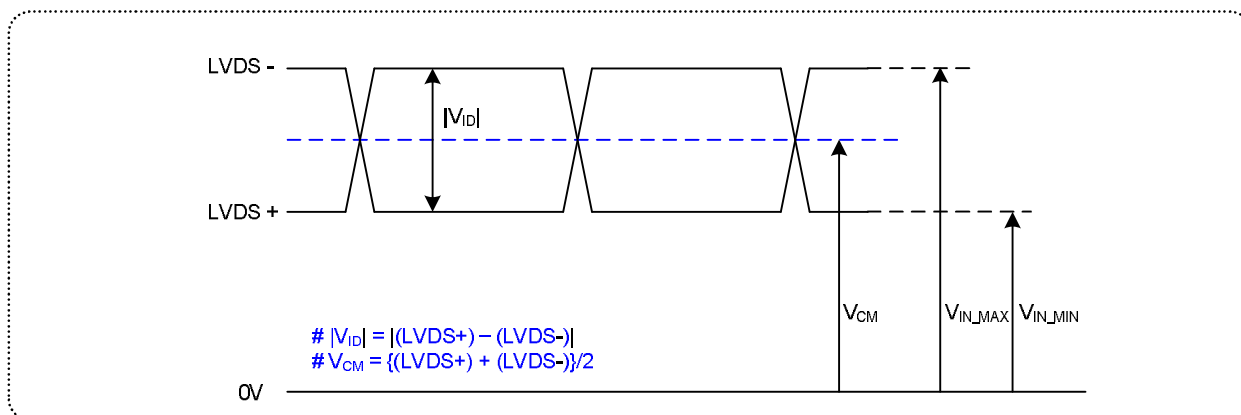 LVDS -
|VID|
LVDS +
VCM
VIN_MAX
VIN_MIN
# |VID| = |(LVDS+) – (LVDS-)|
# VCM = {(LVDS+) + (LVDS-)}/2
0V